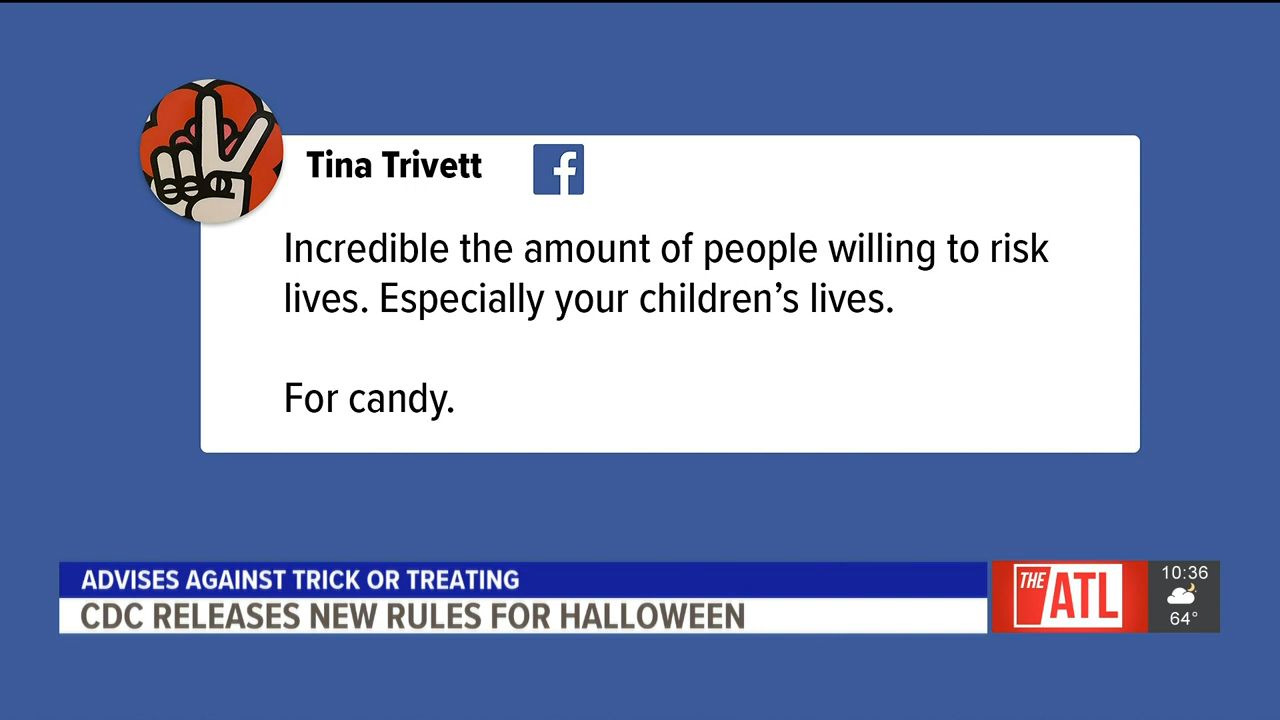 Tina Trivett
f
Incredible the amount of people willing to risk
lives. Especially your children’s lives.
For candy.
ADVISES AGAINST TRICK OR TREATING
CDC RELEASES NEW RULES FOR HALLOWEEN
THE ATL
10:36
64°